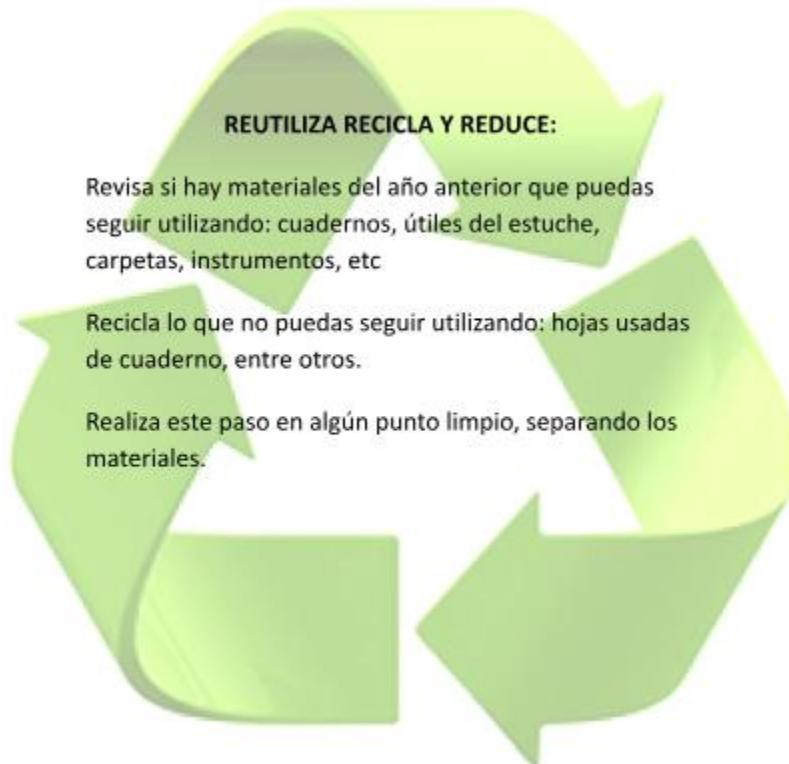 REUTILIZA RECICLA Y REDUCE:
Revisa si hay materiales del año anterior que puedas
seguir utilizando: cuadernos, útiles del estuche,
carpetas, instrumentos, etc
Recicla lo que no puedas seguir utilizando: hojas usadas
de cuaderno, entre otros.
Realiza este paso en algún punto limpio, separando los
materiales.